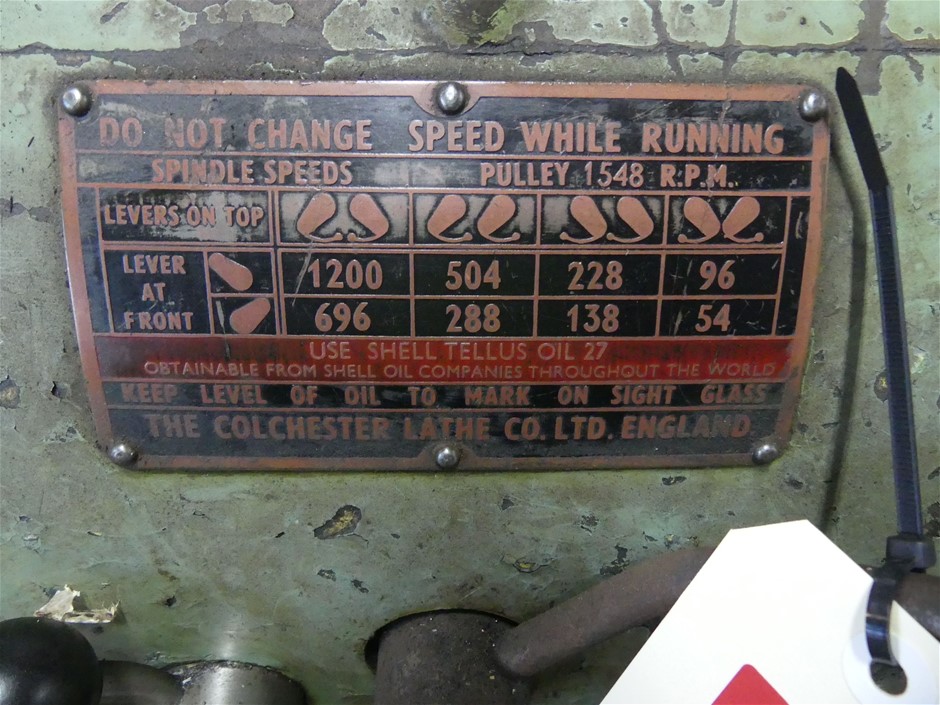 DO NOT CHANGE SPEED WHILE RUNNING
SPINDLE SPEEDS PULLEY 1548 R.P.M.
LEVERS ON TOP
LEVER AT FRONT
1200 504 228 96
696 288 138 54
USE SHELL TELLUS OIL 27
OBTAINABLE FROM SHELL OIL COMPANIES THROUGHOUT THE WORLD
KEEP LEVEL OF OIL TO MARK ON SIGHT GLASS
THE COLCHESTER LATHE CO. LTD. ENGLAND